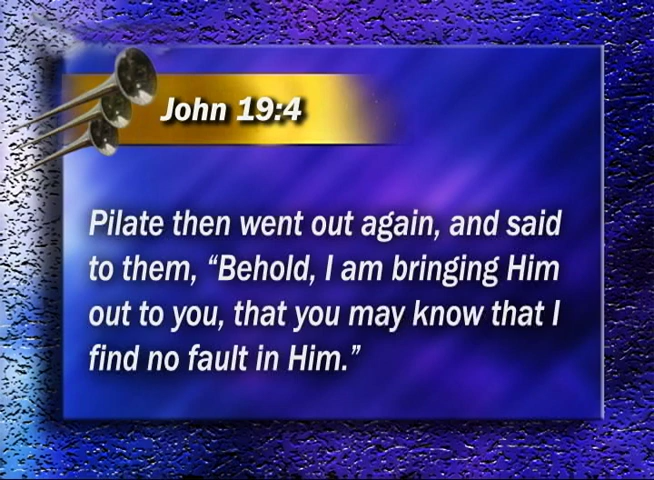 John 19:4
Pilate then went out again, and said
to them, “Behold, I am bringing Him
out to you, that you may know that I
find no fault in Him.”